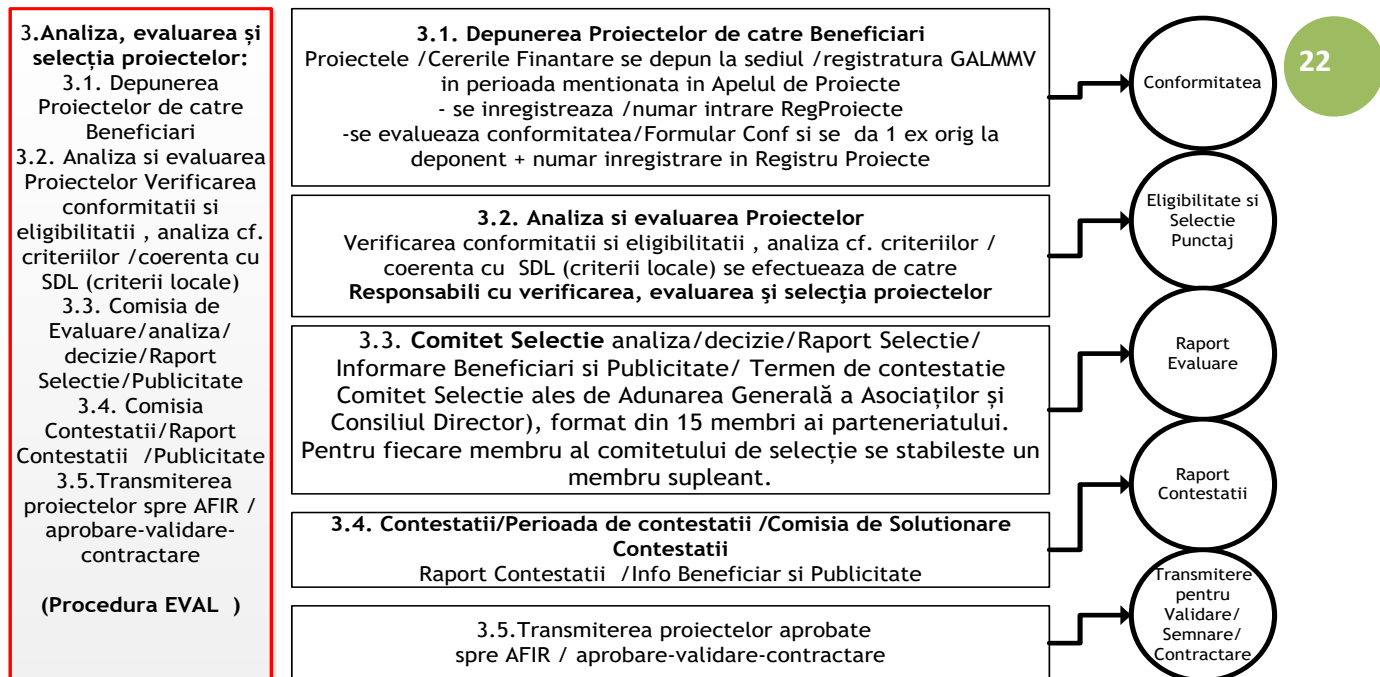 3.Analiza, evaluarea și
selecția proiectelor:
3.1. Depunerea
Proiectelor de catre
Beneficiari
3.2. Analiza si evaluarea
Proiectelor Verificarea
conformitatii si
eligibilitatii , analiza cf.
criteriilor /coerenta cu
SDL (criterii locale)
3.3. Comisia de
Evaluare/analiza/
decizie/Raport
Selectie/Publicitate
3.4. Comisia
Contestatii/Raport
Contestatii /Publicitate
3.5.Transmiterea
proiectelor spre AFIR /
aprobare-validare-
contractare
(Procedura EVAL )
3.1. Depunerea Proiectelor de catre Beneficiari
Proiectele /Cererile Finantare se depun la sediul /registratura GALMMV
in perioada mentionata in Apelul de Proiecte
- se inregistreaza /numar intrare RegProiecte
-se evalueaza conformitatea/Formular Conf si se da 1 ex orig la
deponent + numar inregistrare in Registru Proiecte
Conformitatea
22
3.2. Analiza si evaluarea Proiectelor
Verificarea conformitatii si eligibilitatii , analiza cf. criteriilor /
coerenta cu SDL (criterii locale) se efectueaza de catre
Responsabili cu verificarea, evaluarea şi selecţia proiectelor
Eligibilitate si
Selectie
Punctaj
3.3. Comitet Selectie analiza/decizie/Raport Selectie/
Informare Beneficiari si Publicitate/ Termen de contestatie
Comitet Selectie ales de Adunarea Generală a Asociaților și
Consiliul Director), format din 15 membri ai parteneriatului.
Pentru fiecare membru al comitetului de selecție se stabileste un
membru supleant.
Raport
Evaluare
3.4. Contestatii/Perioada de contestatii /Comisia de Solutionare
Contestatii
Raport Contestatii /Info Beneficiar si Publicitate
Raport
Contestatii
3.5.Transmiterea proiectelor aprobate
spre AFIR / aprobare-validare-contractare
Transmitere
pentru
Validare/
Semnare/
Contractare